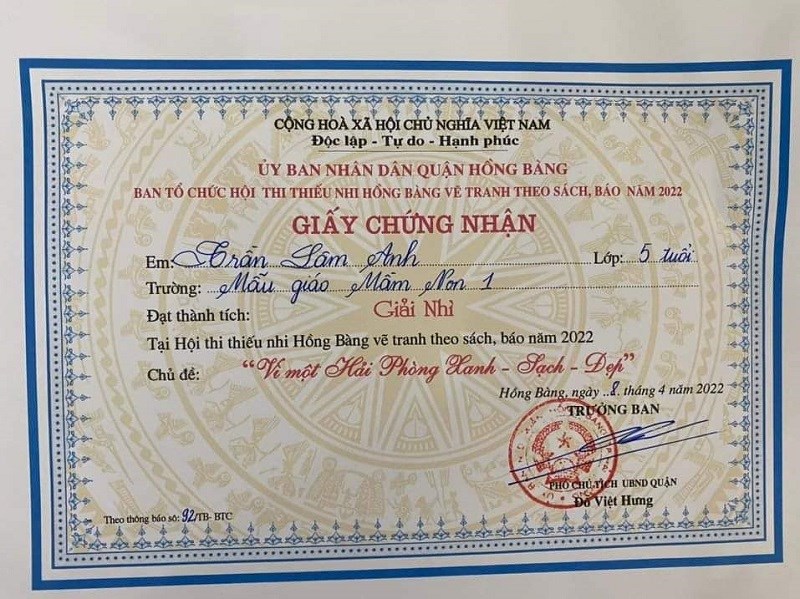 CỘNG HOÀ XÃ HỘI CHỦ NGHĨA VIỆT NAM
Độc lập - Tự do - Hạnh phúc
ỦY BAN NHÂN DÂN QUẬN HỒNG BÀNG
BAN TỔ CHỨC HỘI THI THIẾU NHI HỒNG BÀNG VẼ TRANH THEO SÁCH, BÁO NĂM 2022
GIẤY CHỨNG NHẬN
Em: Trần Lâm Anh Lớp: 5 tuổi
Trường: Mẫu giáo Mầm Non 1
Đạt thành tích: Giải Nhì
Tại Hội thi thiếu nhi Hồng Bàng vẽ tranh theo sách, báo năm 2022
Chủ đề: “Vì một Hải Phòng Xanh - Sạch - Đẹp”
Hồng Bàng, ngày 8 tháng 4 năm 2022
TRƯỞNG BAN
PHÓ CHỦ TỊCH UBND QUẬN
Đỗ Việt Hưng
Theo thông báo số: 92/TB- BTC